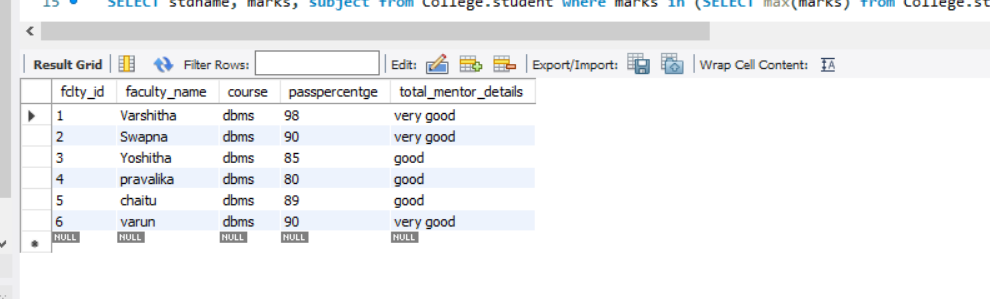 15 SELECT stdname, marks, subject from College.student where marks in (SELECT max(marks) from College.st
Result Grid Filter Rows: Edit: Export/Import: Wrap Cell Content:
fclty_id faculty_name course passpercentge total_mentor_details
1 Varshitha dbms 98 very good
2 Swapna dbms 90 very good
3 Yoshitha dbms 85 good
4 pravalika dbms 80 good
5 chaitu dbms 89 good
6 varun dbms 90 very good
NULL NULL NULL NULL NULL